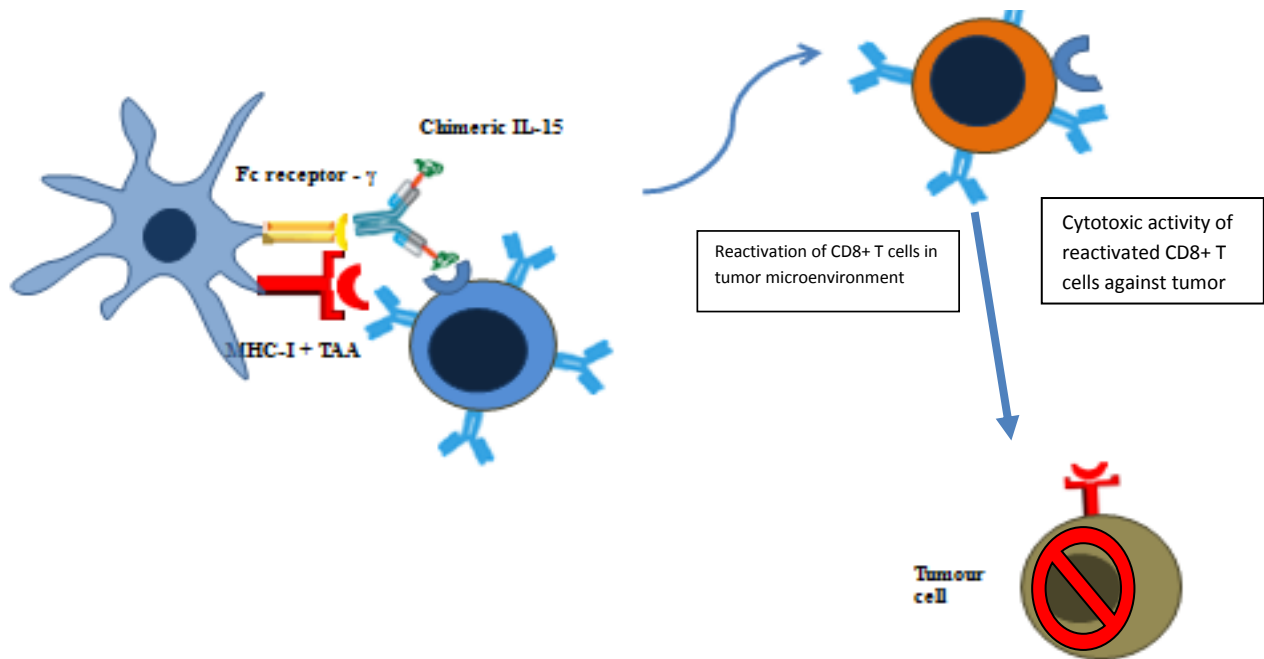 Chimeric IL-15
Fc receptor - γ
MHC-I + TAA
Reactivation of CD8+ T cells in
tumor microenvironment
Cytotoxic activity of
reactivated CD8+ T
cells against tumor
Tumour
cell